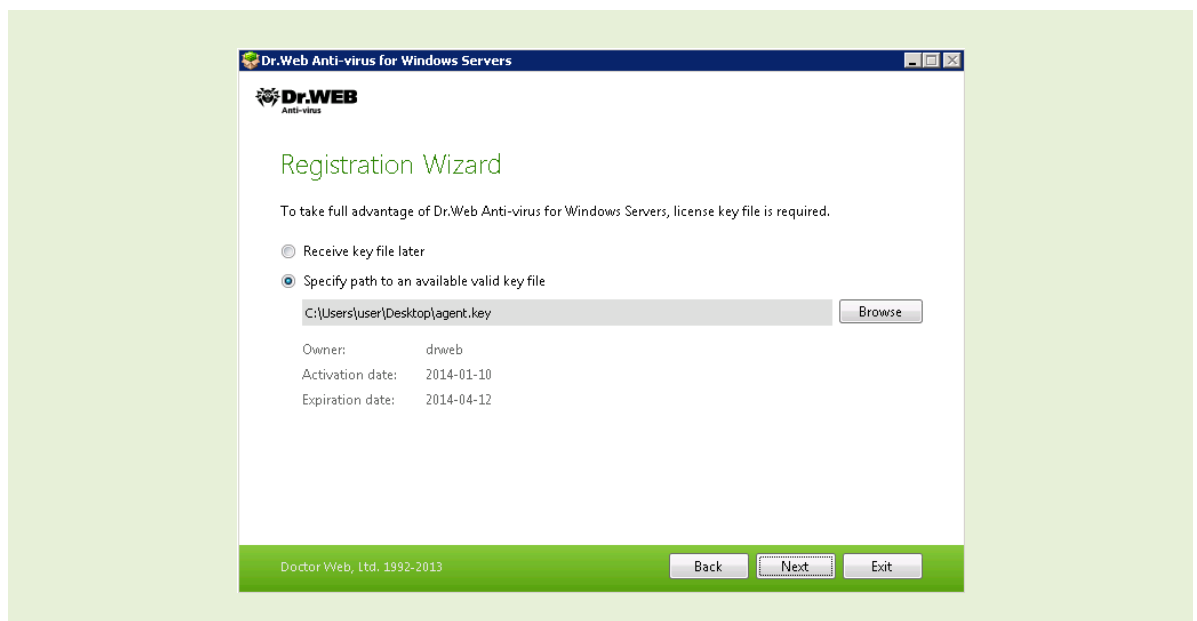 Dr.Web Anti-virus for Windows Servers
Dr.WEB
Anti-virus
Registration Wizard
To take full advantage of Dr.Web Anti-virus for Windows Servers, license key file is required.
Receive key file later
Specify path to an available valid key file
C:\Users\user\Desktop\agent.key Browse
Owner: drweb
Activation date: 2014-01-10
Expiration date: 2014-04-12
Doctor Web, Ltd. 1992-2013 Back Next Exit